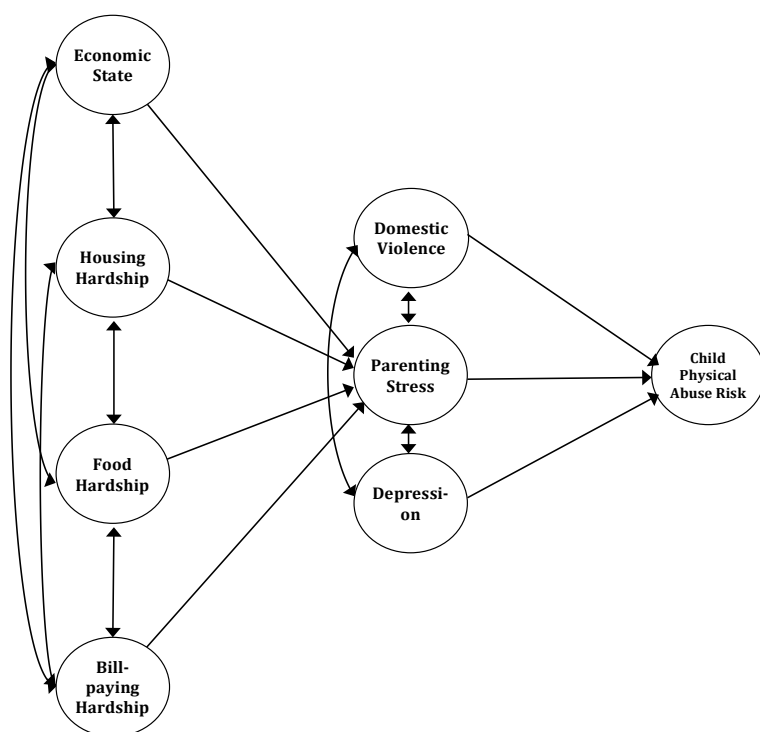 Economic
State
Housing
Hardship
Food
Hardship
Bill-
paying
Hardship
Domestic
Violence
Parenting
Stress
Depressi-
on
Child
Physical
Abuse Risk